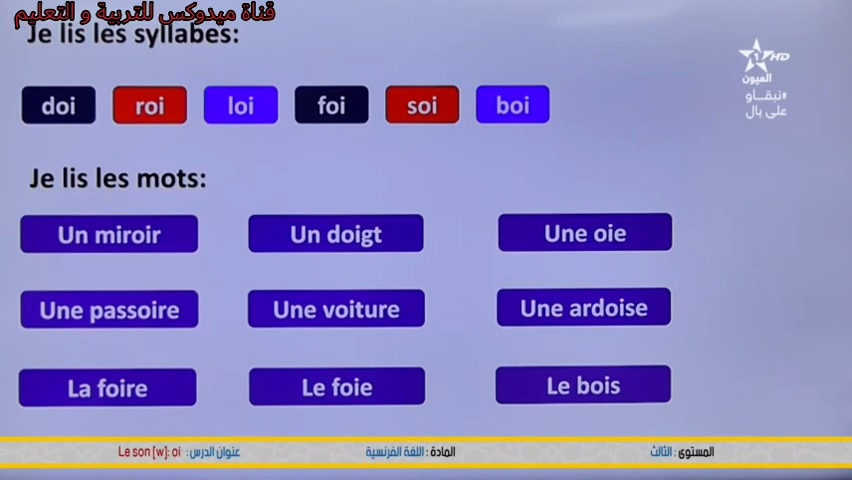 قناة ميدوكس للتربية و التعليم
Je lis les syllabes:
doi roi loi foi soi boi
Je lis les mots:
Un miroir Un doigt Une oie
Une passoire Une voiture Une ardoise
La foire Le foie Le bois
1 HD
العيون
#نبقاو
على بال
المستوى : الثالث المادة : اللغة الفرنسية عنوان الدرس : Le son [w]: oi